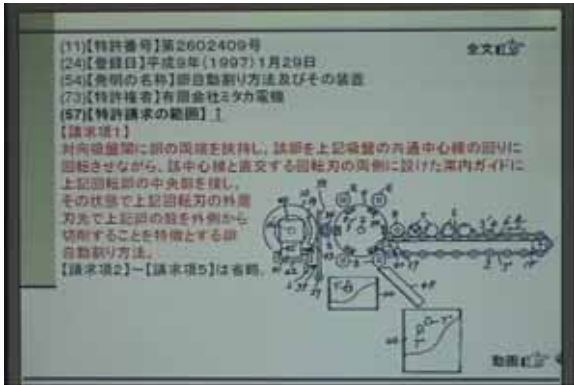 (11)【特許番号】第2602409号
全文
(24)【登録日】平成9年(1997)1月29日
(54)【発明の名称】卵自動割り方法及びその装置
(73)【特許権者】有限会社ミタカ電機
(57)【特許請求の範囲】
【請求項1】
対向吸盤間に卵の両端を挟持し、該卵を上記吸盤の共通中心線の回りに
回転させながら、該中心線と直交する回転刃の両側に設けた案内ガイドに
上記回転卵の中央部を接し、
その状態で上記回転刃の外周
刃先で上記卵の殻を外側から
切削することを特徴とする卵
自動割り方法。
【請求項2】~【請求項5】は省略。
動画